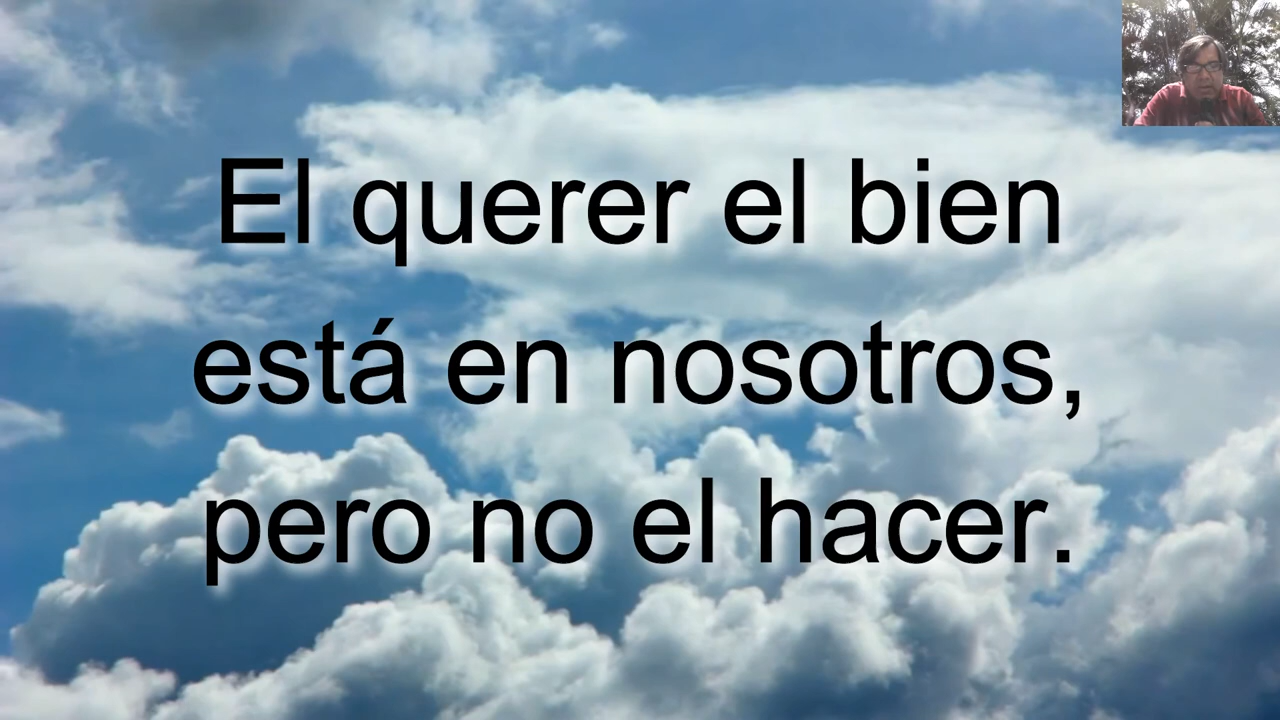 El querer el bien
está en nosotros,
pero no el hacer.